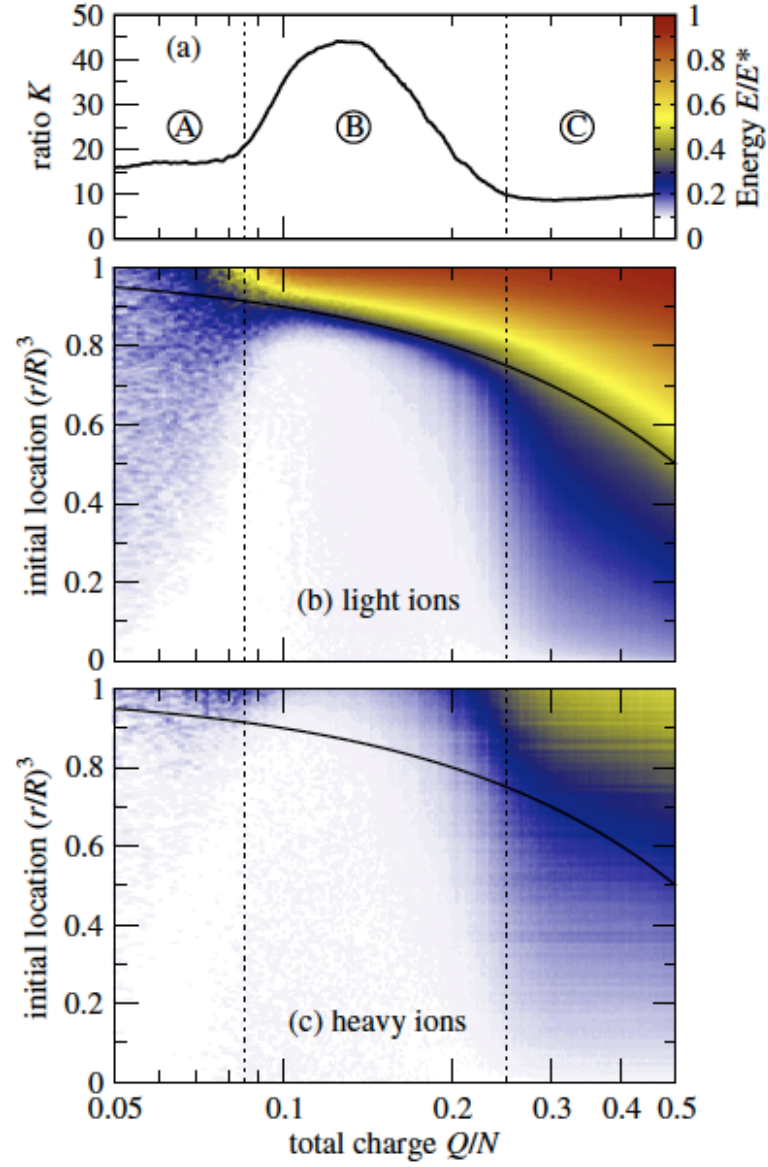 (a)
50
40
30
20
10
0
ratio K
A
B
C
1
0.8
0.6
0.4
0.2
0
Energy E/E*
1
0.8
0.6
0.4
0.2
0
initial location (r/R)³
(b) light ions
1
0.8
0.6
0.4
0.2
0
initial location (r/R)³
(c) heavy ions
0.05
0.1
0.2
0.3
0.4
0.5
total charge Q/N